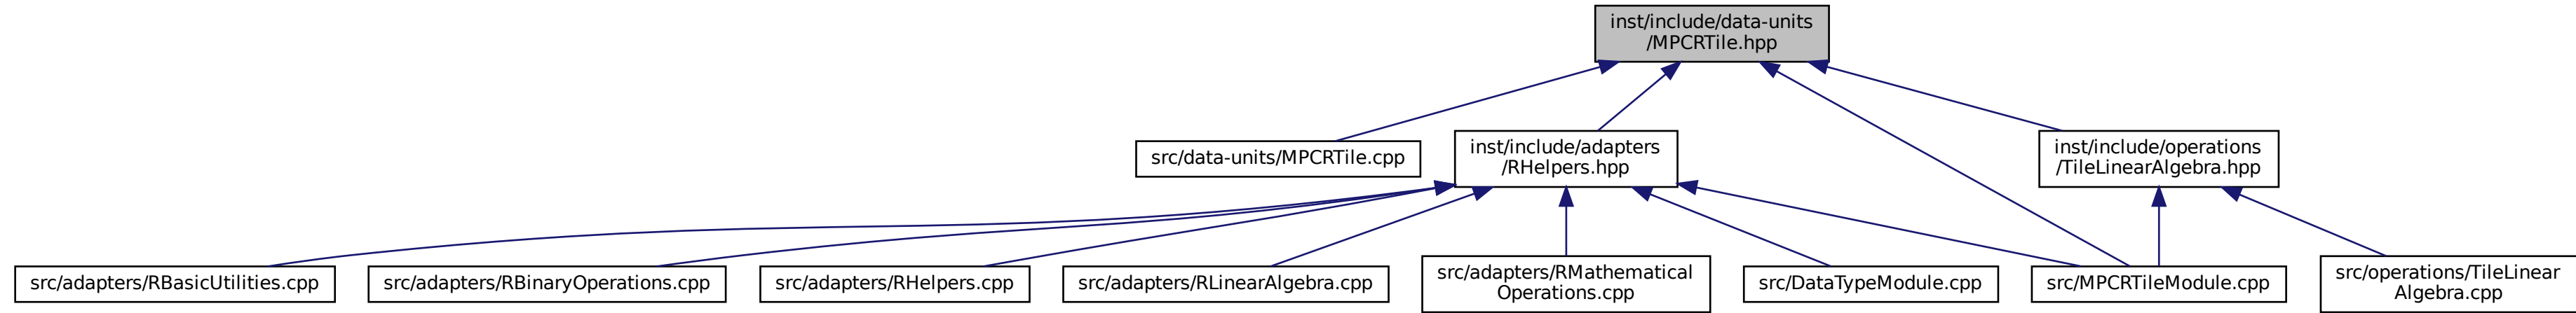 inst/include/data-units
/MPCRTile.hpp
src/data-units/MPCRTile.cpp
inst/include/adapters
/RHelpers.hpp
inst/include/operations
/TileLinearAlgebra.hpp
src/adapters/RBasicUtilities.cpp
src/adapters/RBinaryOperations.cpp
src/adapters/RHelpers.cpp
src/adapters/RLinearAlgebra.cpp
src/adapters/RMathematical
Operations.cpp
src/DataTypeModule.cpp
src/MPCRTileModule.cpp
src/operations/TileLinear
Algebra.cpp